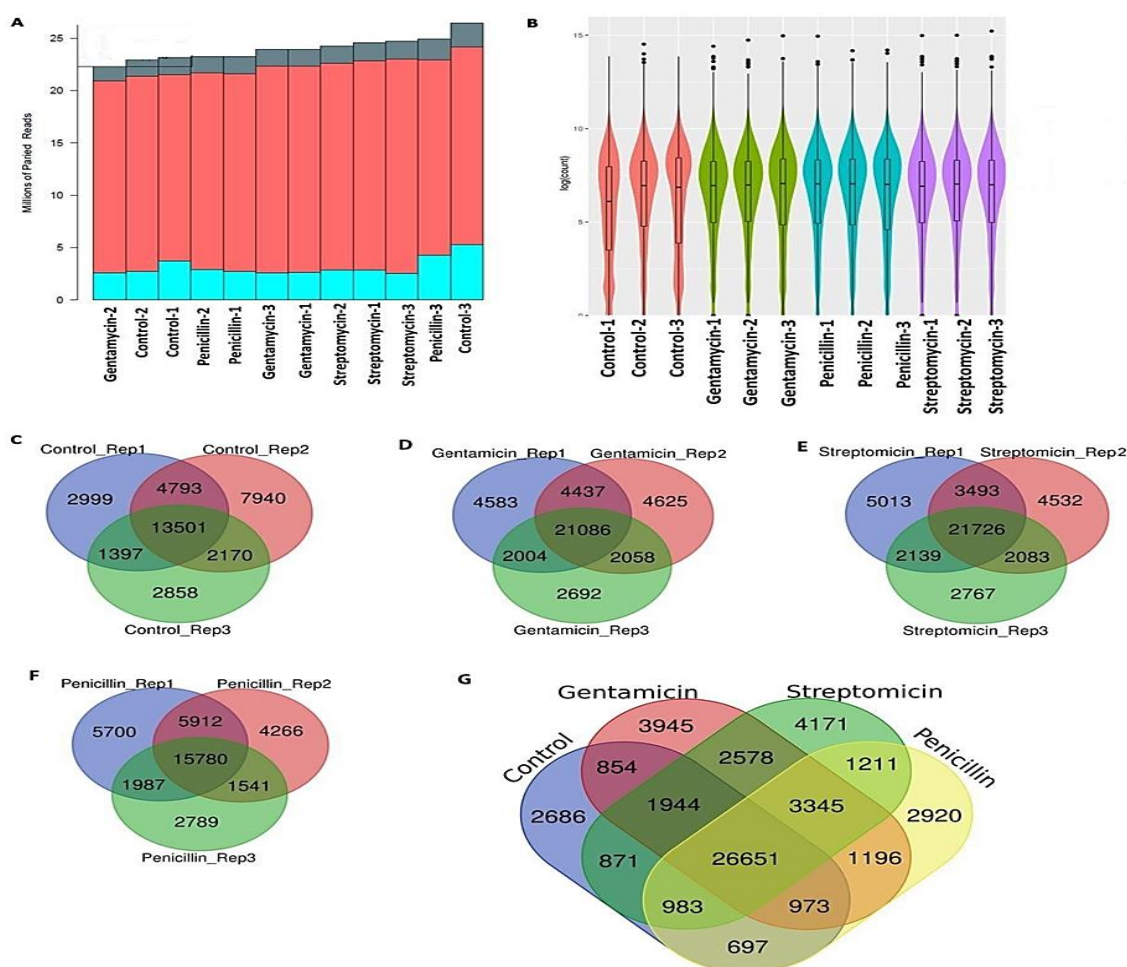 A
Millions of Paried Reads
25
20
15
10
5
0
Gentamycin-2
Control-2
Control-1
Penicillin-2
Penicillin-1
Gentamycin-3
Gentamycin-1
Streptomycin-2
Streptomycin-1
Streptomycin-3
Penicillin-3
Control-3
B
log(count)
15
10
5
0
Control-1
Control-2
Control-3
Gentamycin-1
Gentamycin-2
Gentamycin-3
Penicillin-1
Penicillin-2
Penicillin-3
Streptomycin-1
Streptomycin-2
Streptomycin-3
C
Control_Rep1 Control_Rep2
2999 4793 7940
13501
1397 2170
2858
Control_Rep3
D
Gentamicin_Rep1 Gentamicin_Rep2
4583 4437 4625
21086
2004 2058
2692
Gentamicin_Rep3
E
Streptomicin_Rep1 Streptomicin_Rep2
5013 3493 4532
21726
2139 2083
2767
Streptomicin_Rep3
F
Penicillin_Rep1 Penicillin_Rep2
5700 5912 4266
15780
1987 1541
2789
Penicillin_Rep3
G
Gentamicin Streptomicin
Control Penicillin
3945 4171
854 2578 1211
2686 1944 3345 2920
871 26651 1196
983 973
697